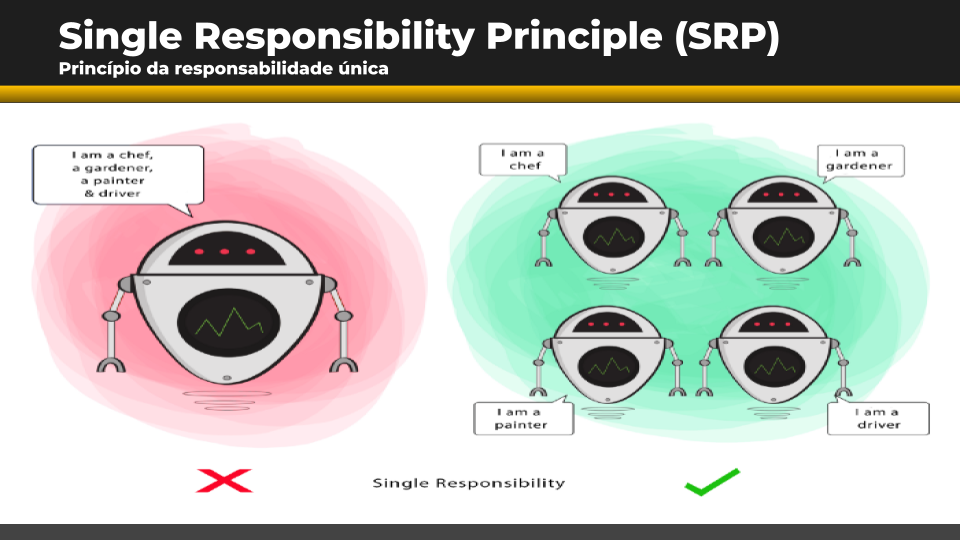 Single Responsibility Principle (SRP)
Princípio da responsabilidade única
I am a chef,
a gardener,
a painter
& driver
I am a
chef
I am a
gardener
I am a
painter
I am a
driver
Single Responsibility